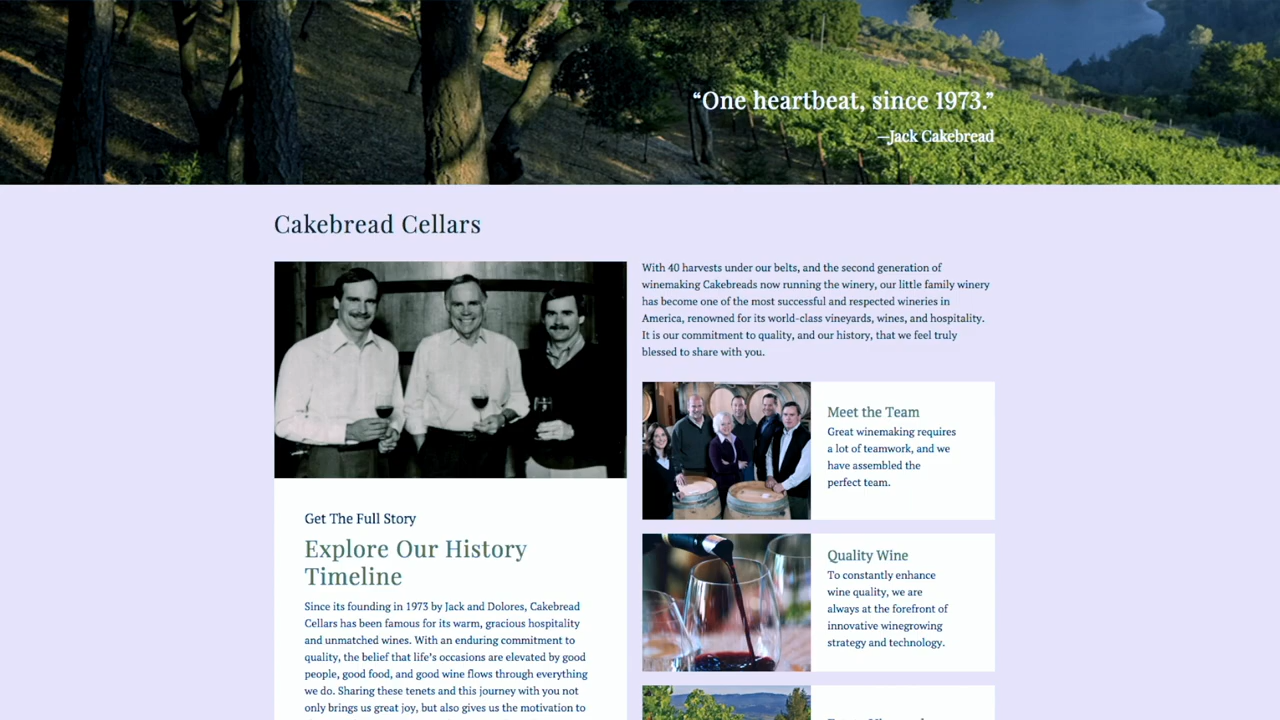 “One heartbeat, since 1973.”
—Jack Cakebread
Cakebread Cellars
With 40 harvests under our belts, and the second generation of
winemaking Cakebreads now running the winery, our little family winery
has become one of the most successful and respected wineries in
America, renowned for its world-class vineyards, wines, and hospitality.
It is our commitment to quality, and our history, that we feel truly
blessed to share with you.
Meet the Team
Great winemaking requires
a lot of teamwork, and we
have assembled the
perfect team.
Quality Wine
To constantly enhance
wine quality, we are
always at the forefront of
innovative winegrowing
strategy and technology.
Get The Full Story
Explore Our History
Timeline
Since its founding in 1973 by Jack and Dolores, Cakebread
Cellars has been famous for its warm, gracious hospitality
and unmatched wines. With an enduring commitment to
quality, the belief that life’s occasions are elevated by good
people, good food, and good wine flows through everything
we do. Sharing these tenets and this journey with you not
only brings us great joy, but also gives us the motivation to